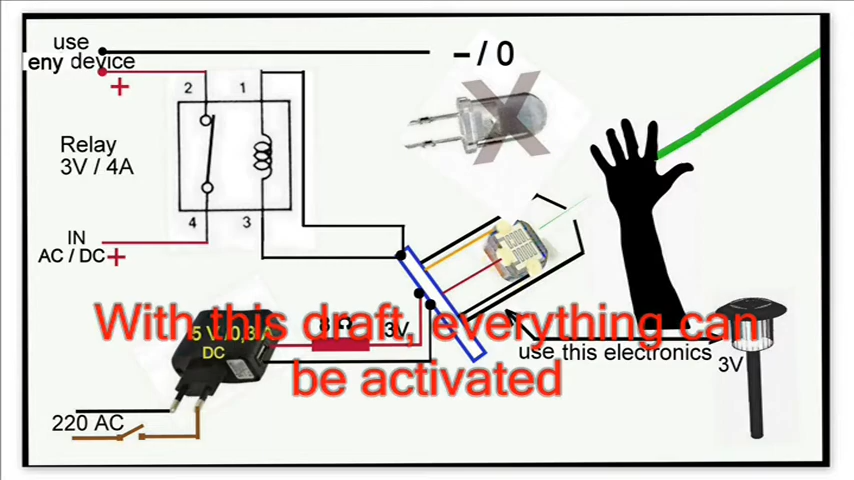 use
eny device
+
– / 0
2 1
Relay
3V / 4A
4 3
IN
AC / DC +
With this draft, everything can
be activated
DC
3V
use this electronics
3V
220 AC